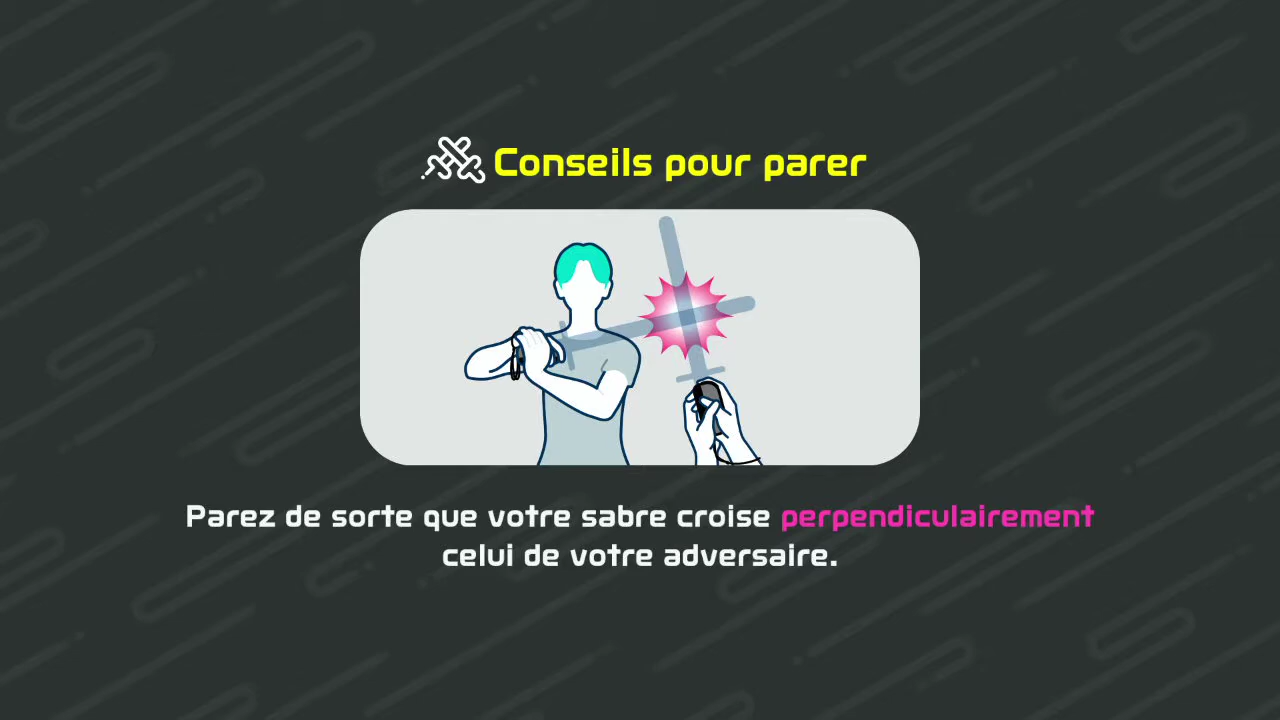 Conseils pour parer
Parez de sorte que votre sabre croise perpendiculairement
celui de votre adversaire.